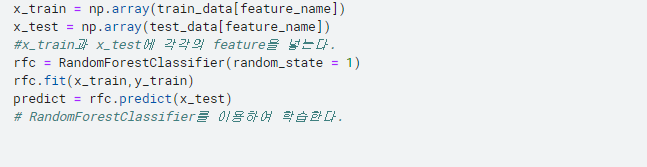 x_train = np.array(train_data[feature_name])
x_test = np.array(test_data[feature_name])
#x_train과 x_test에 각각의 feature을 넣는다.
rfc = RandomForestClassifier(random_state = 1)
rfc.fit(x_train,y_train)
predict = rfc.predict(x_test)
# RandomForestClassifier를 이용하여 학습한다.